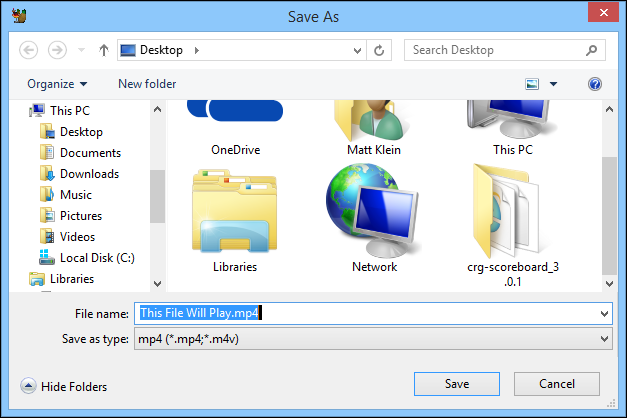 Save As
Desktop
Search Desktop
Organize
New folder
This PC
Desktop
Documents
Downloads
Music
Pictures
Videos
Local Disk (C:)
Libraries
OneDrive
Matt Klein
This PC
Libraries
Network
crg-scoreboard_3
.0.1
File name: This File Will Play.mp4
Save as type: mp4 (*.mp4;*.m4v)
Hide Folders
Save
Cancel